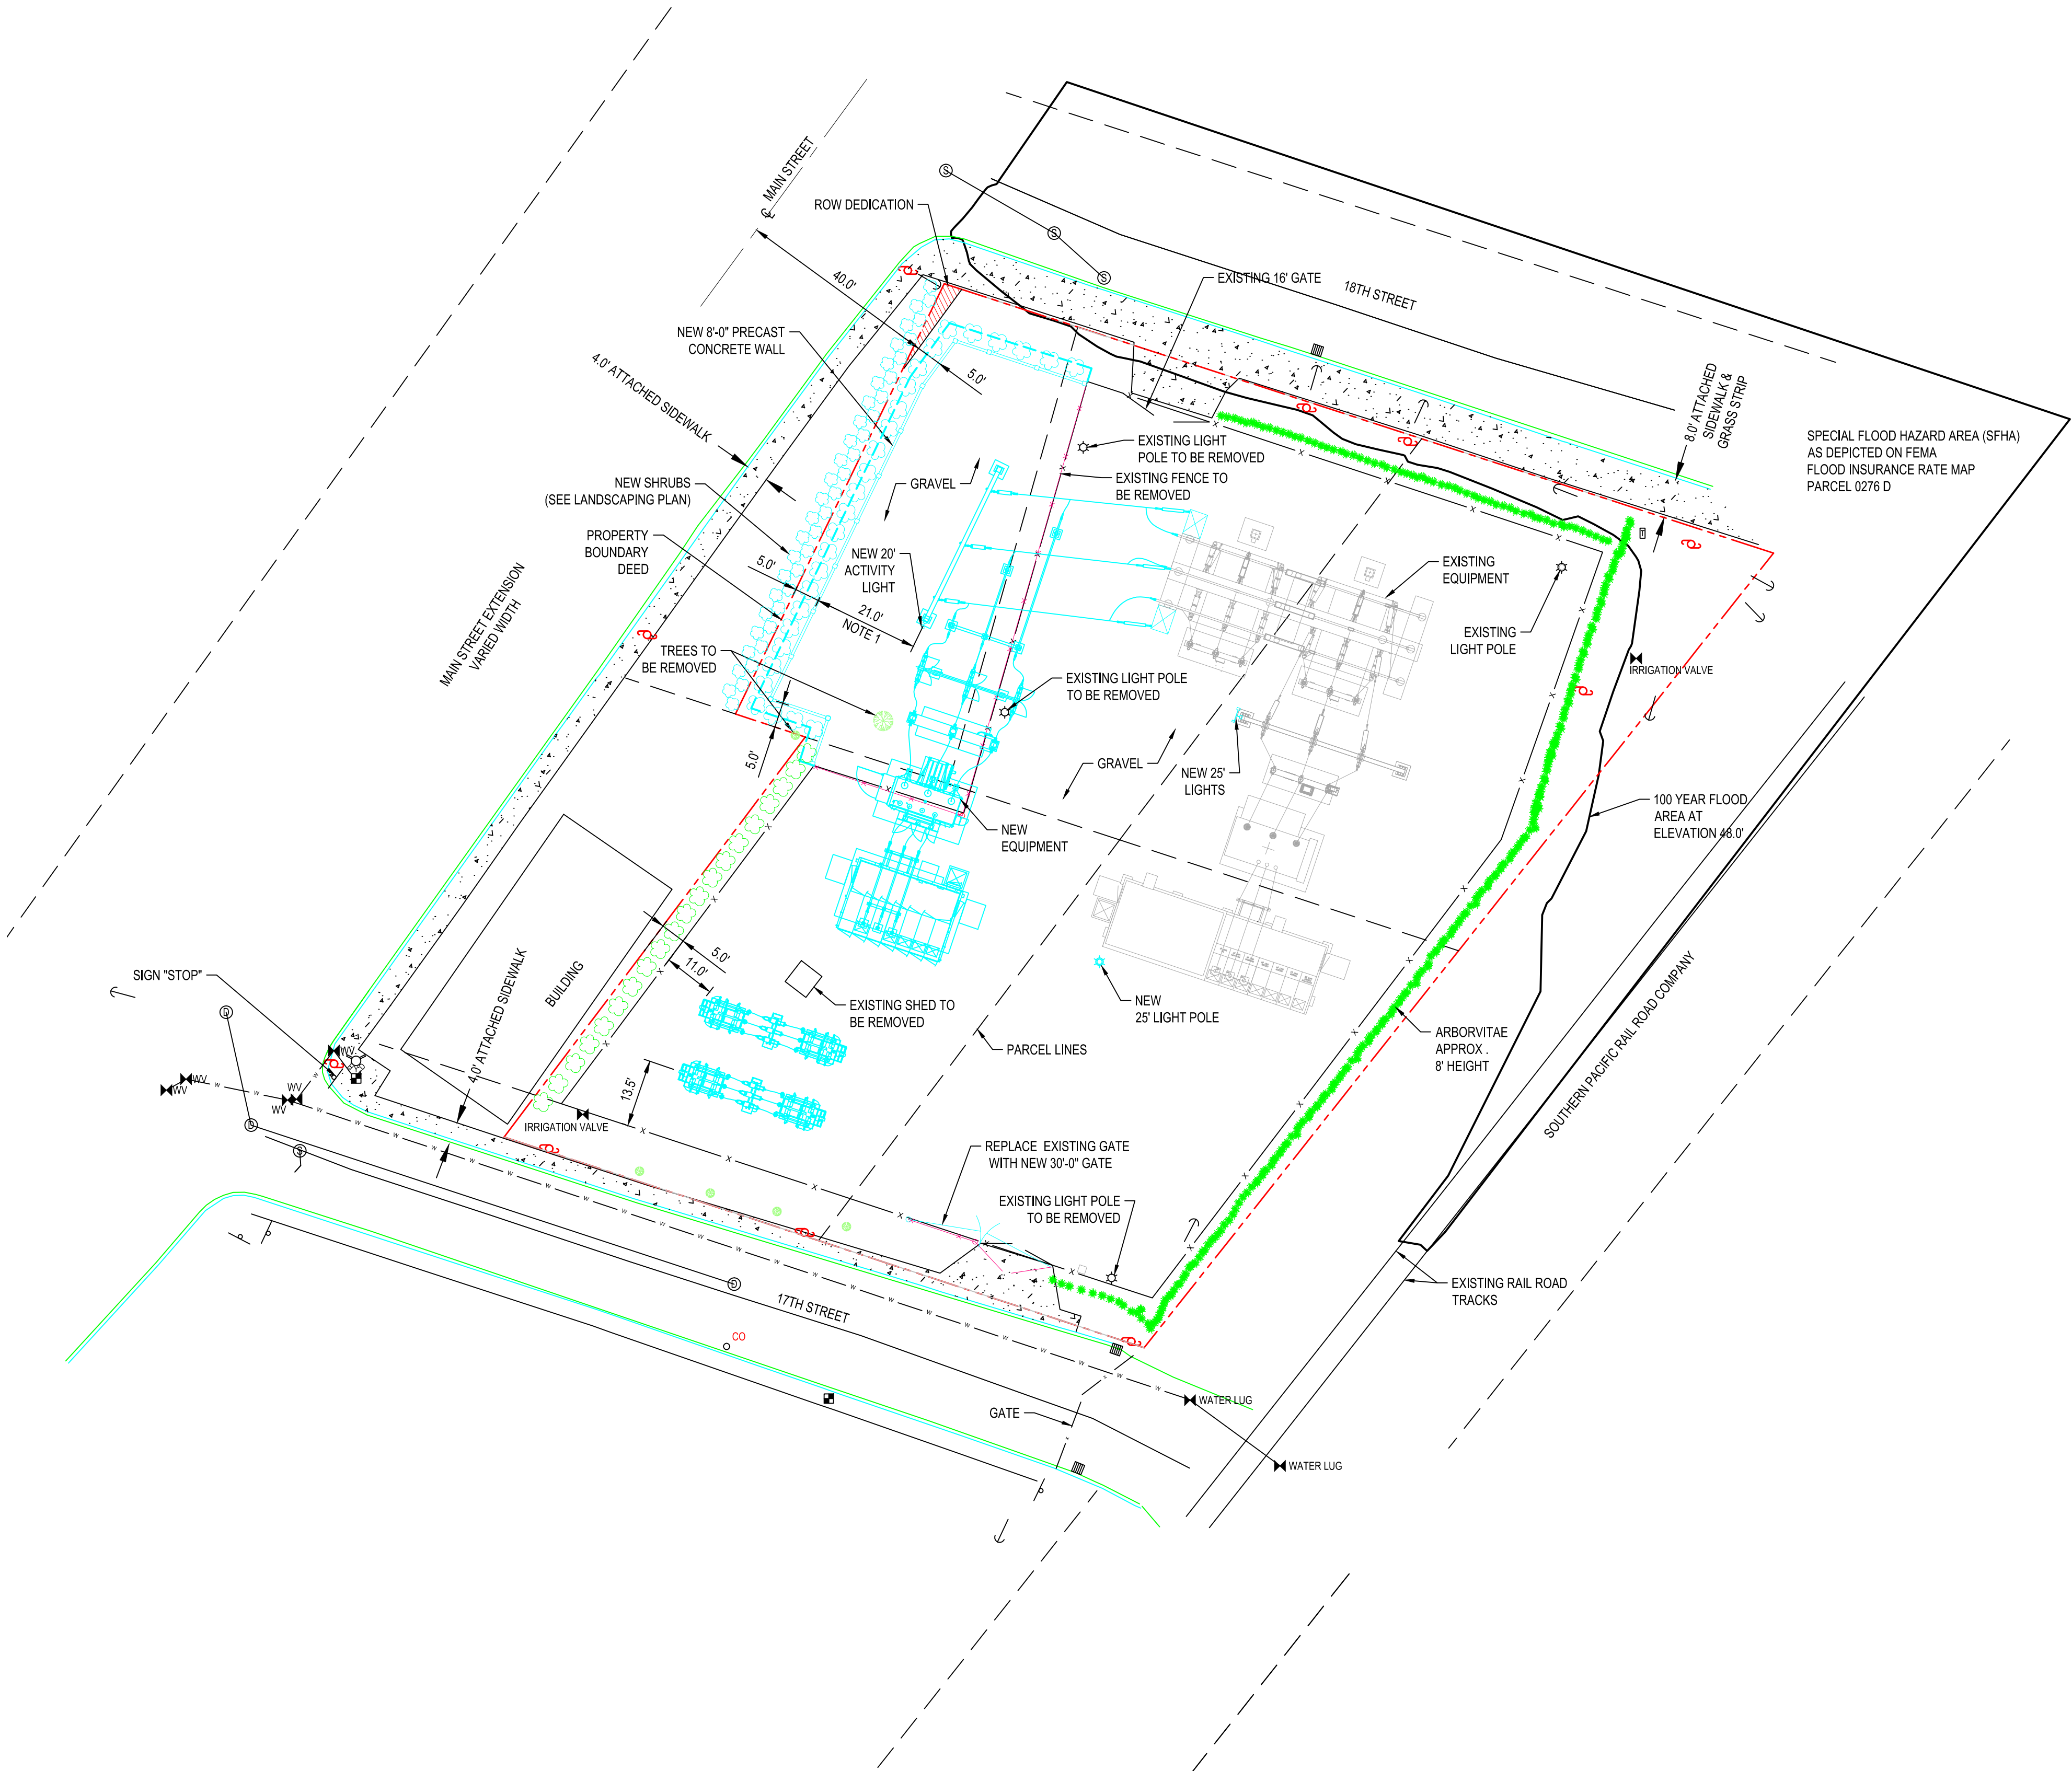 MAIN STREET
ROW DEDICATION
40.0'
EXISTING 16' GATE
18TH STREET
NEW 8'-0" PRECAST
CONCRETE WALL
4.0' ATTACHED SIDEWALK
5.0'
8.0' ATTACHED
SIDEWALK &
GRASS STRIP
SPECIAL FLOOD HAZARD AREA (SFHA)
AS DEPICTED ON FEMA
FLOOD INSURANCE RATE MAP
PARCEL 0276 D
EXISTING LIGHT
POLE TO BE REMOVED
EXISTING FENCE TO
BE REMOVED
GRAVEL
NEW SHRUBS
(SEE LANDSCAPING PLAN)
PROPERTY
BOUNDARY
DEED
5.0'
NEW 20'
ACTIVITY
LIGHT
21.0'
NOTE 1
EXISTING
EQUIPMENT
EXISTING
LIGHT POLE
IRRIGATION VALVE
MAIN STREET EXTENSION
VARIED WIDTH
TREES TO
BE REMOVED
EXISTING LIGHT POLE
TO BE REMOVED
5.0'
GRAVEL
NEW 25'
LIGHTS
100 YEAR FLOOD
AREA AT
ELEVATION 48.0'
NEW
EQUIPMENT
SIGN "STOP"
4.0' ATTACHED SIDEWALK
BUILDING
5.0'
11.0'
EXISTING SHED TO
BE REMOVED
NEW
25' LIGHT POLE
PARCEL LINES
ARBORVITAE
APPROX .
8' HEIGHT
SOUTHERN PACIFIC RAIL ROAD COMPANY
D
WV
WV
WV
WV
WV
D
S
13.5'
IRRIGATION VALVE
REPLACE EXISTING GATE
WITH NEW 30'-0" GATE
EXISTING LIGHT POLE
TO BE REMOVED
EXISTING RAIL ROAD
TRACKS
D
17TH STREET
CO
GATE
WATER LUG
WATER LUG
S
S
S